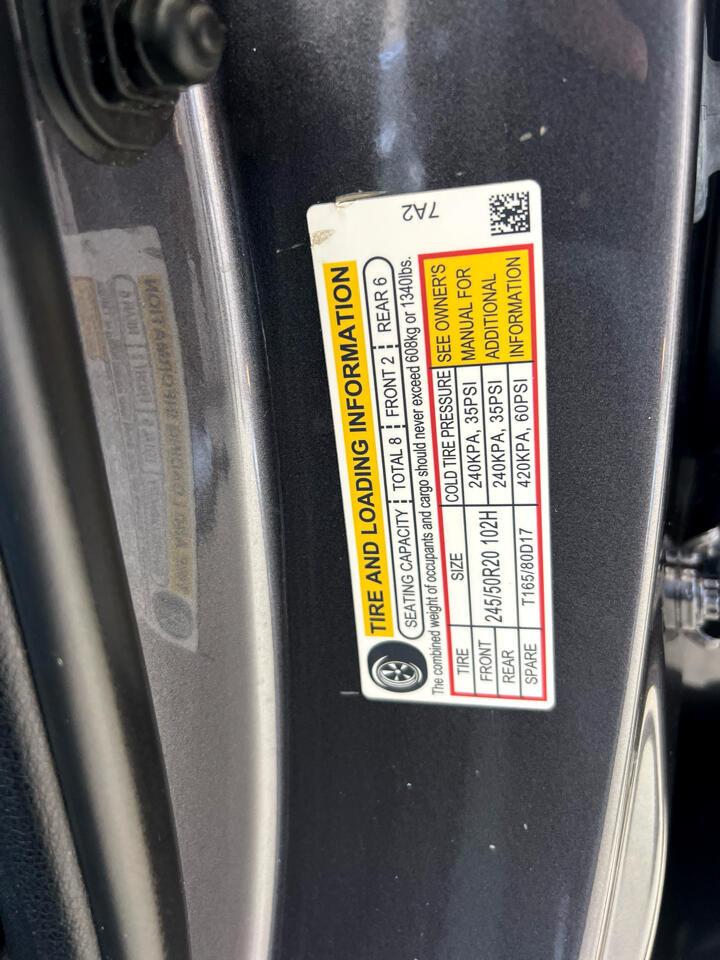 7A2
TIRE AND LOADING INFORMATION
SEATING CAPACITY TOTAL 8 FRONT 2 REAR 6
The combined weight of occupants and cargo should never exceed 608kg or 1340lbs.
TIRE SIZE COLD TIRE PRESSURE SEE OWNER'S
FRONT 245/50R20 102H 240KPA, 35PSI MANUAL FOR
REAR 240KPA, 35PSI ADDITIONAL
SPARE T165/80D17 420KPA, 60PSI INFORMATION